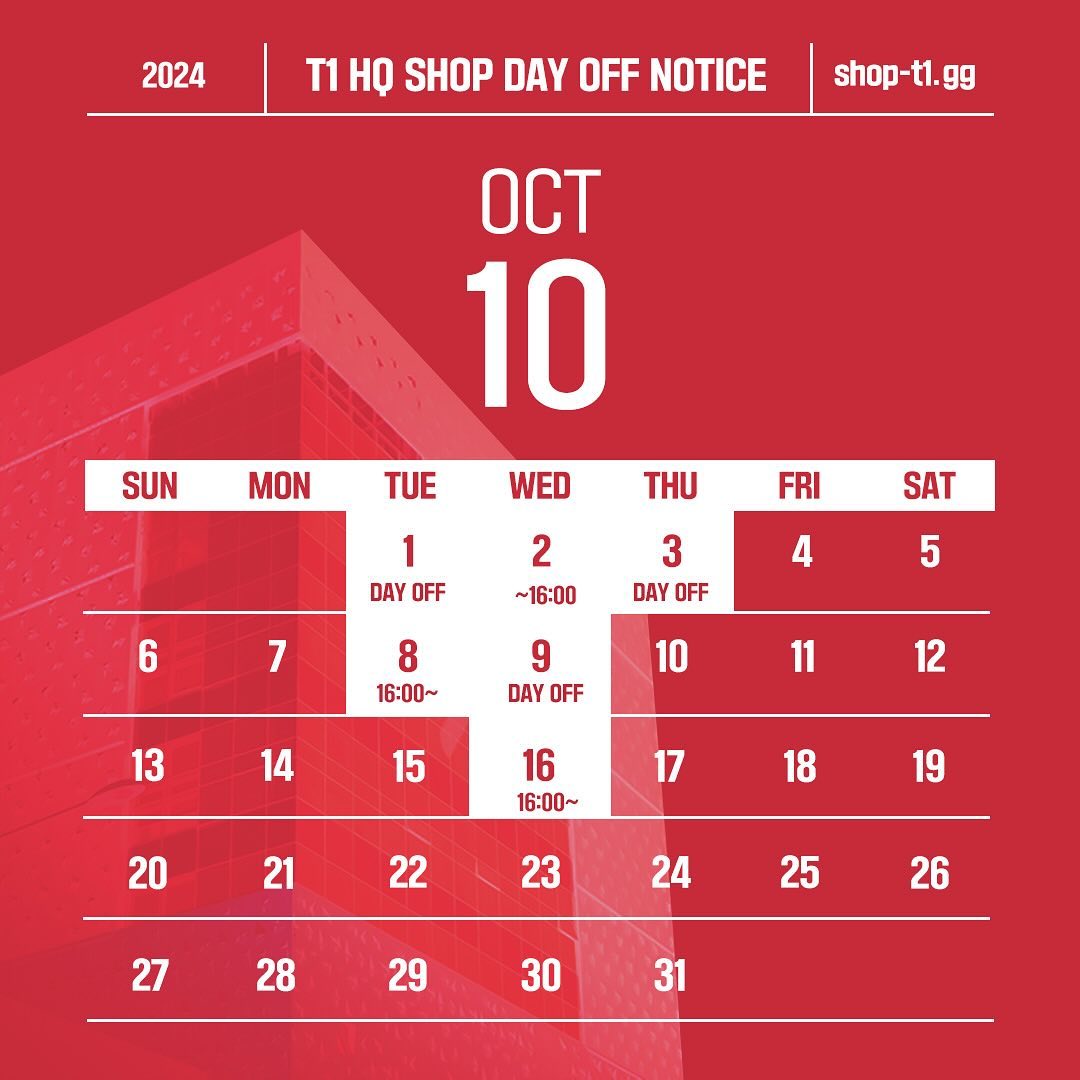 2024 T1 HQ SHOP DAY OFF NOTICE shop-t1.gg
OCT
10
SUN MON TUE WED THU FRI SAT
1 2 3 4 5
DAY OFF ~16:00 DAY OFF
6 7 8 9 10 11 12
16:00~ DAY OFF
13 14 15 16 17 18 19
16:00~
20 21 22 23 24 25 26
27 28 29 30 31